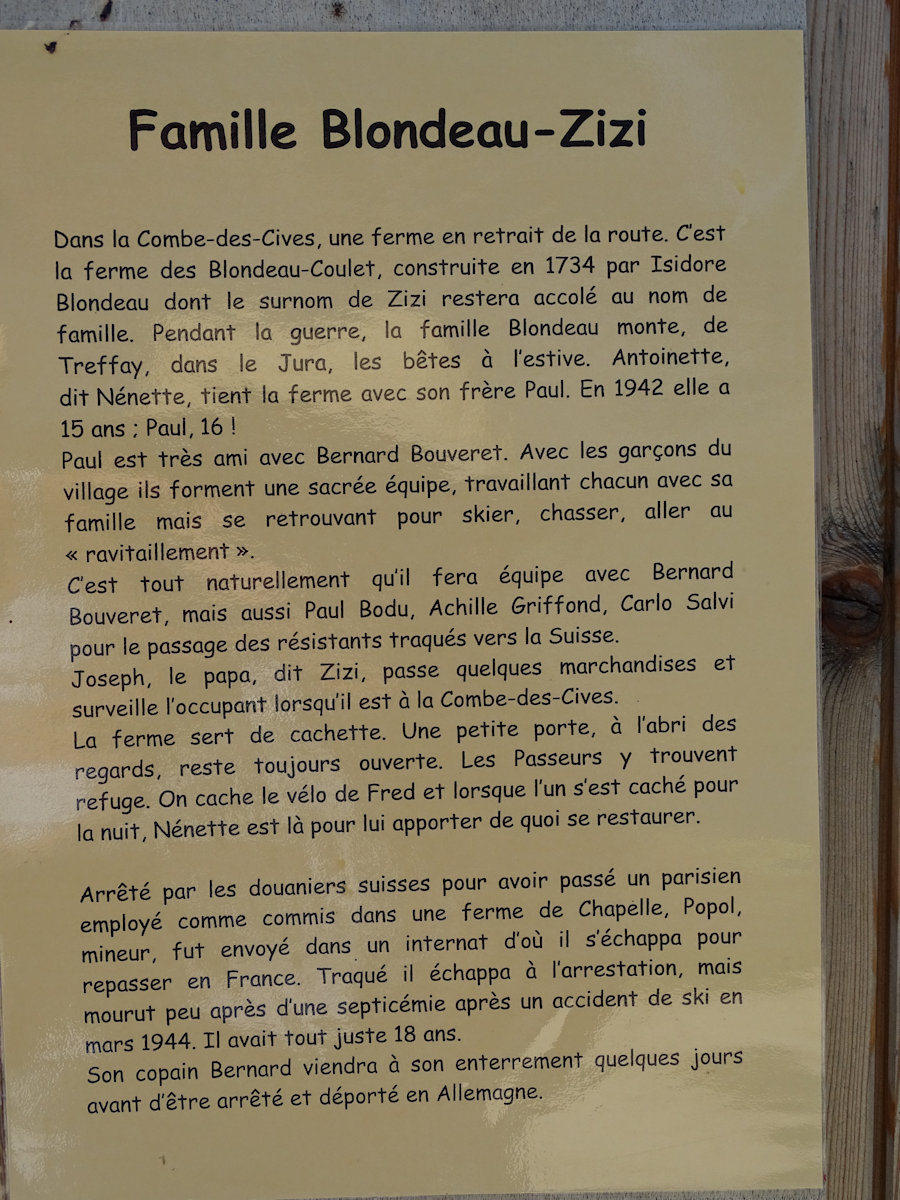 Famille Blondeau-Zizi
Dans la Combe-des-Cives, une ferme en retrait de la route. C'est
la ferme des Blondeau-Coulet, construite en 1734 par Isidore
Blondeau dont le surnom de Zizi restera accolé au nom de
famille. Pendant la guerre, la famille Blondeau monte, de
Treffay, dans le Jura, les bêtes à l'estive. Antoinette,
dit Nénette, tient la ferme avec son frère Paul. En 1942 elle a
15 ans ; Paul, 16 !
Paul est très ami avec Bernard Bouveret. Avec les garçons du
village ils forment une sacrée équipe, travaillant chacun avec sa
famille mais se retrouvant pour skier, chasser, aller au
« ravitaillement ».
C'est tout naturellement qu'il fera équipe avec Bernard
Bouveret, mais aussi Paul Bodu, Achille Griffond, Carlo Salvi
pour le passage des résistants traqués vers la Suisse.
Joseph, le papa, dit Zizi, passe quelques marchandises et
surveille l'occupant lorsqu'il est à la Combe-des-Cives.
La ferme sert de cachette. Une petite porte, à l'abri des
regards, reste toujours ouverte. Les Passeurs y trouvent
refuge. On cache le vélo de Fred et lorsque l'un s'est caché pour
la nuit, Nénette est là pour lui apporter de quoi se restaurer.
Arrêté par les douaniers suisses pour avoir passé un parisien
employé comme commis dans une ferme de Chapelle, Popol,
mineur, fut envoyé dans un internat d'où il s'échappa pour
repasser en France. Traqué il échappa à l'arrestation, mais
mourut peu après d'une septicémie après un accident de ski en
mars 1944. Il avait tout juste 18 ans.
Son copain Bernard viendra à son enterrement quelques jours
avant d'être arrêté et déporté en Allemagne.